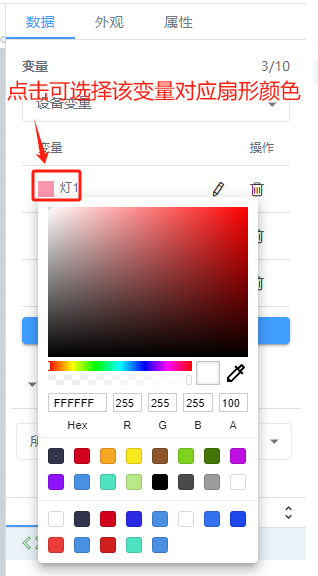 数据 外观 属性
变量 3/10
点击可选择该变量对应扇形颜色
设备变量
变量 操作
灯1
FFFFFF 255 255 255 100
Hex R G B A